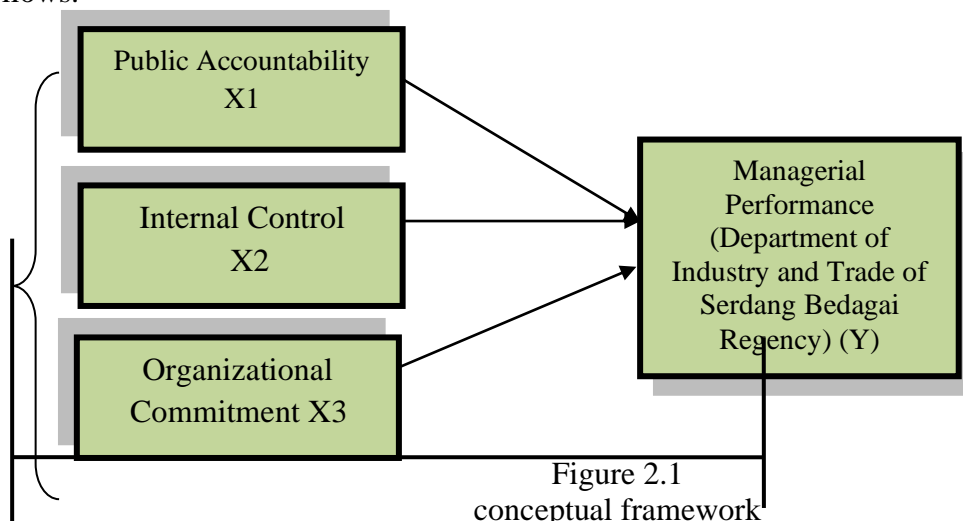 Public Accountability
X1
Internal Control
X2
Organizational
Commitment X3
Managerial
Performance
(Department of
Industry and Trade of
Serdang Bedagai
Regency) (Y)
Figure 2.1
conceptual framework